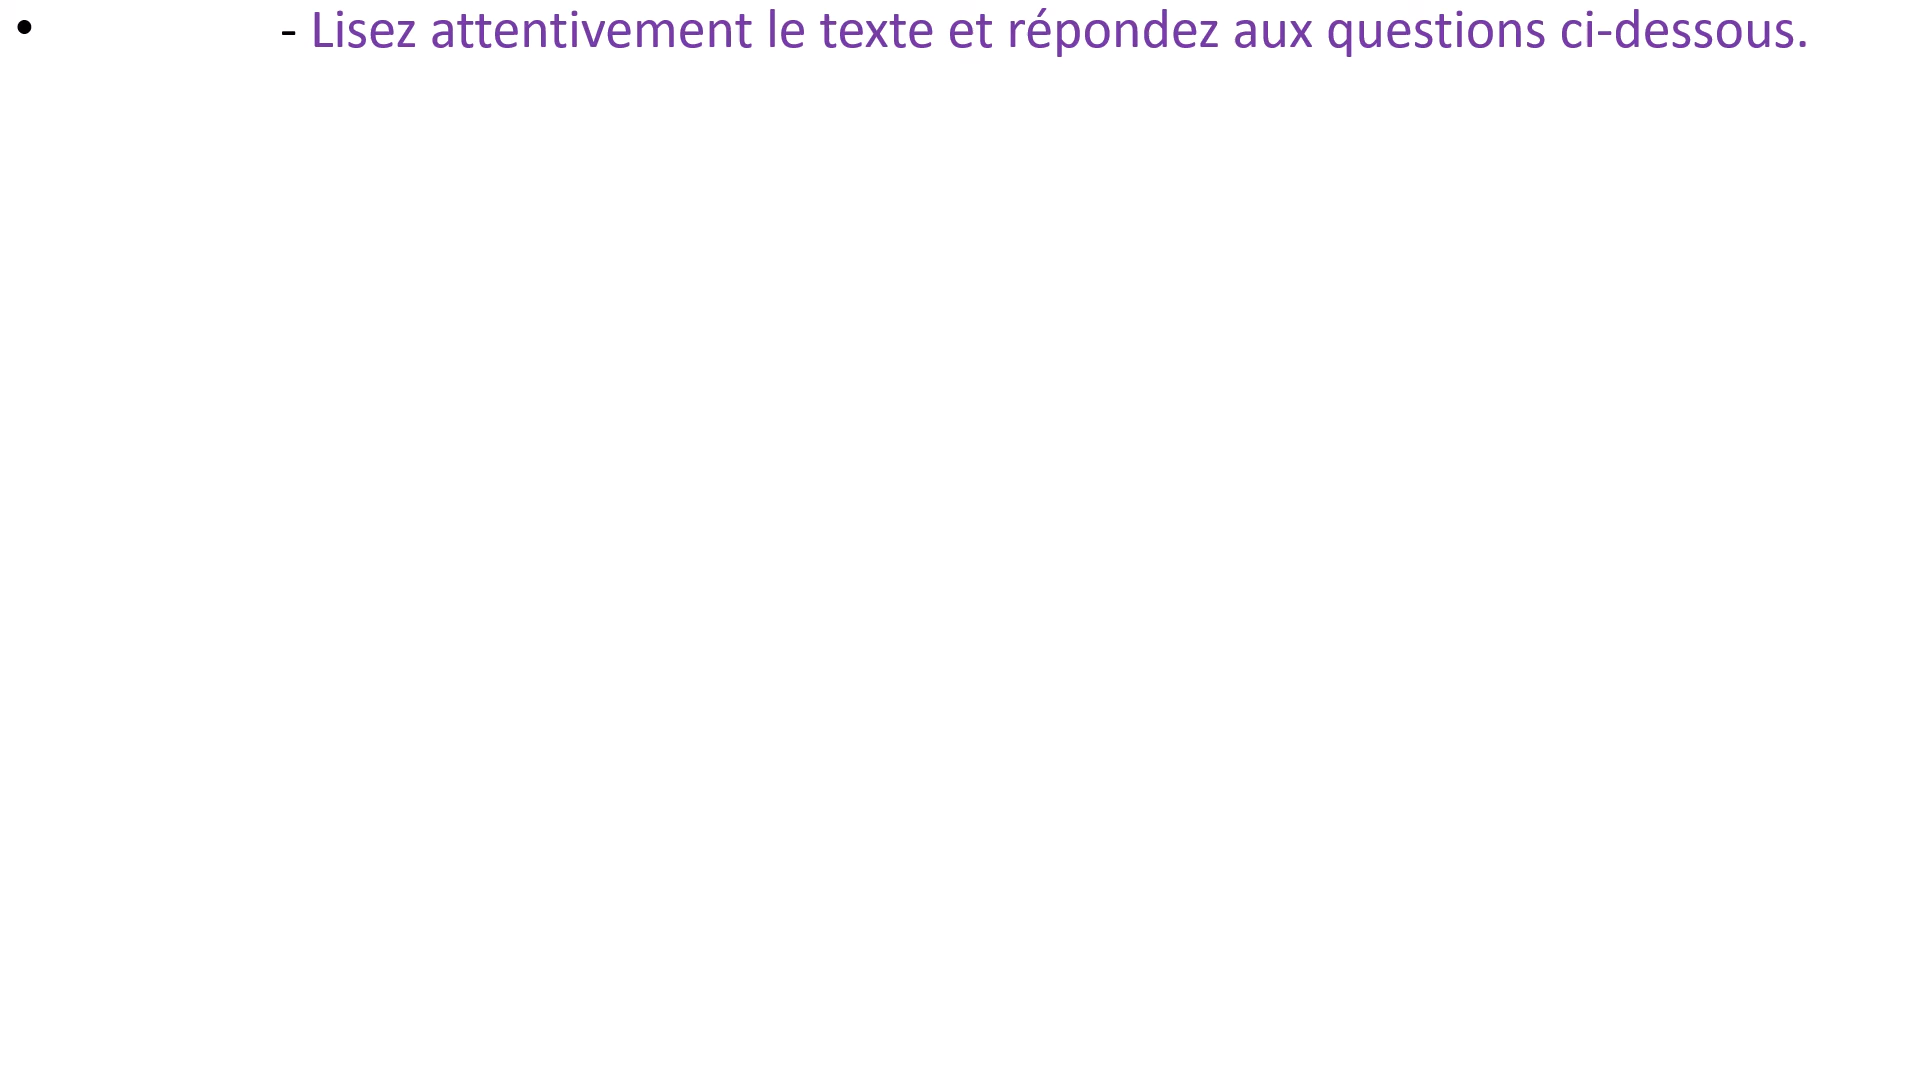 • - Lisez attentivement le texte et répondez aux questions ci-dessous.